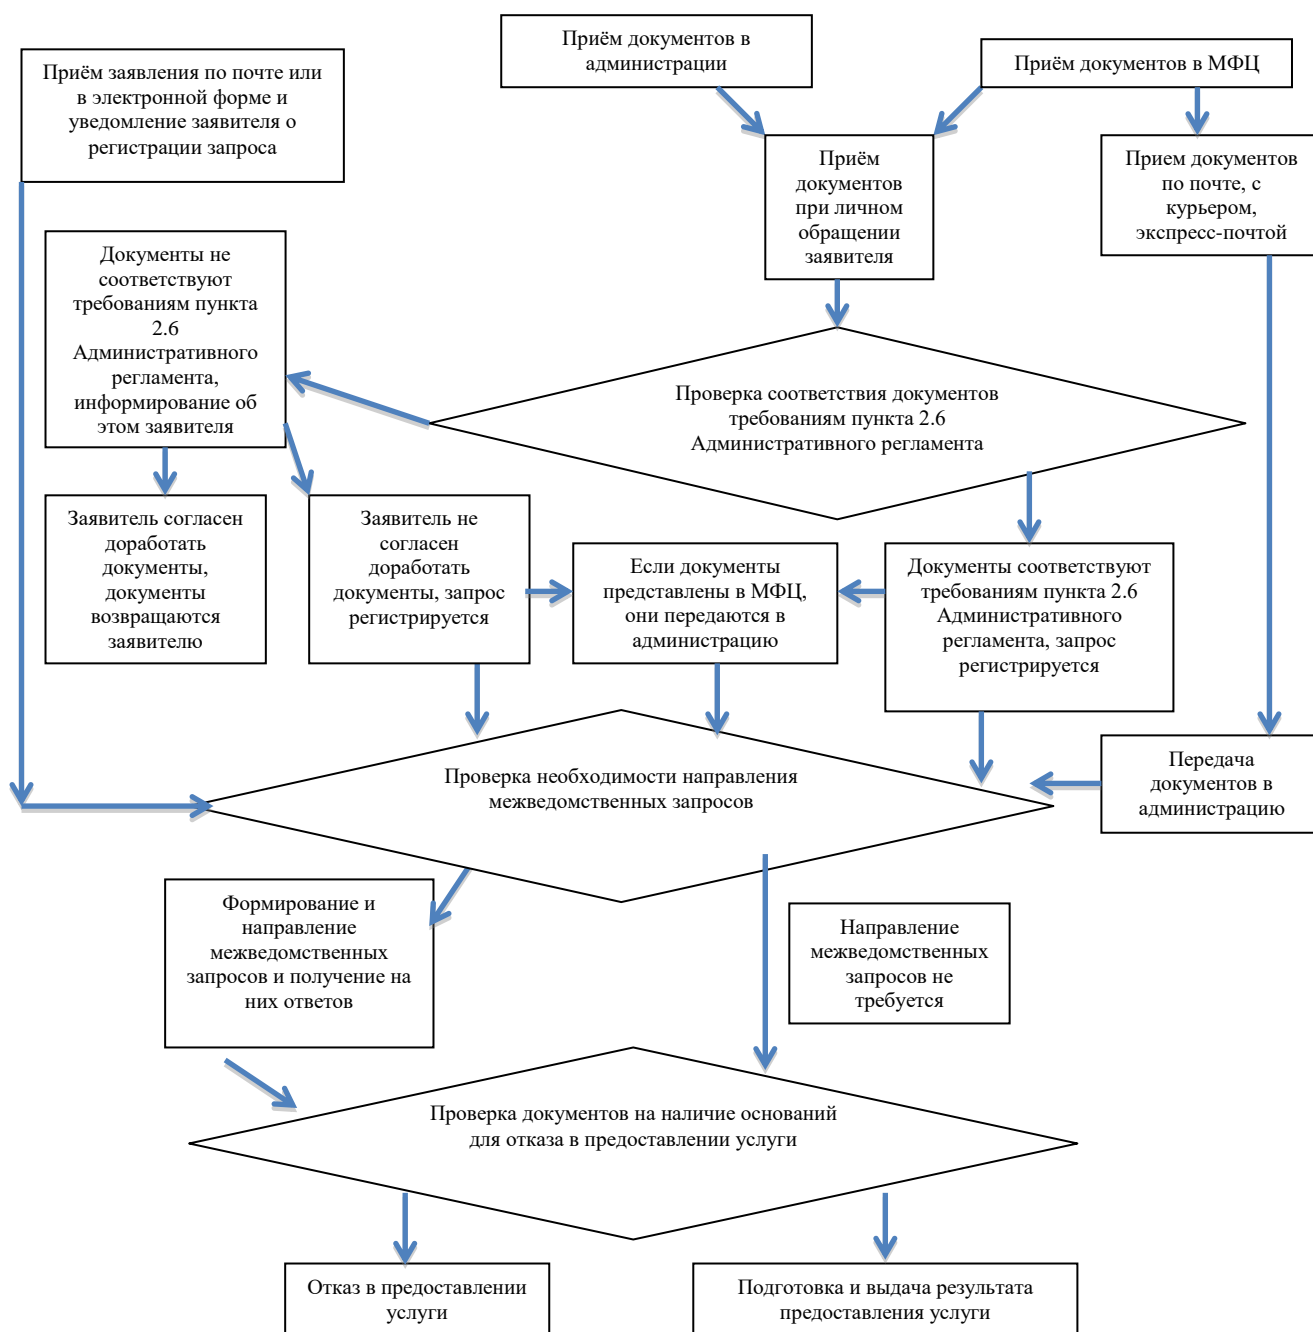 Приём документов в
администрации
Приём документов в МФЦ
Приём заявления по почте или
в электронной форме и
уведомление заявителя о
регистрации запроса
Приём
документов
при личном
обращении
заявителя
Прием документов
по почте, с
курьером,
экспресс-почтой
Документы не
соответствуют
требованиям пункта
2.6
Административного
регламента,
информирование об
этом заявителя
Проверка соответствия документов
требованиям пункта 2.6
Административного регламента
Заявитель согласен
доработать
документы,
документы
возвращаются
заявителю
Заявитель не
согласен
доработать
документы, запрос
регистрируется
Если документы
представлены в МФЦ,
они передаются в
администрацию
Документы соответствуют
требованиям пункта 2.6
Административного
регламента, запрос
регистрируется
Проверка необходимости направления
межведомственных запросов
Передача
документов в
администрацию
Формирование и
направление
межведомственных
запросов и получение на
них ответов
Направление
межведомственных
запросов не
требуется
Проверка документов на наличие оснований
для отказа в предоставлении услуги
Отказ в предоставлении
услуги
Подготовка и выдача результата
предоставления услуги